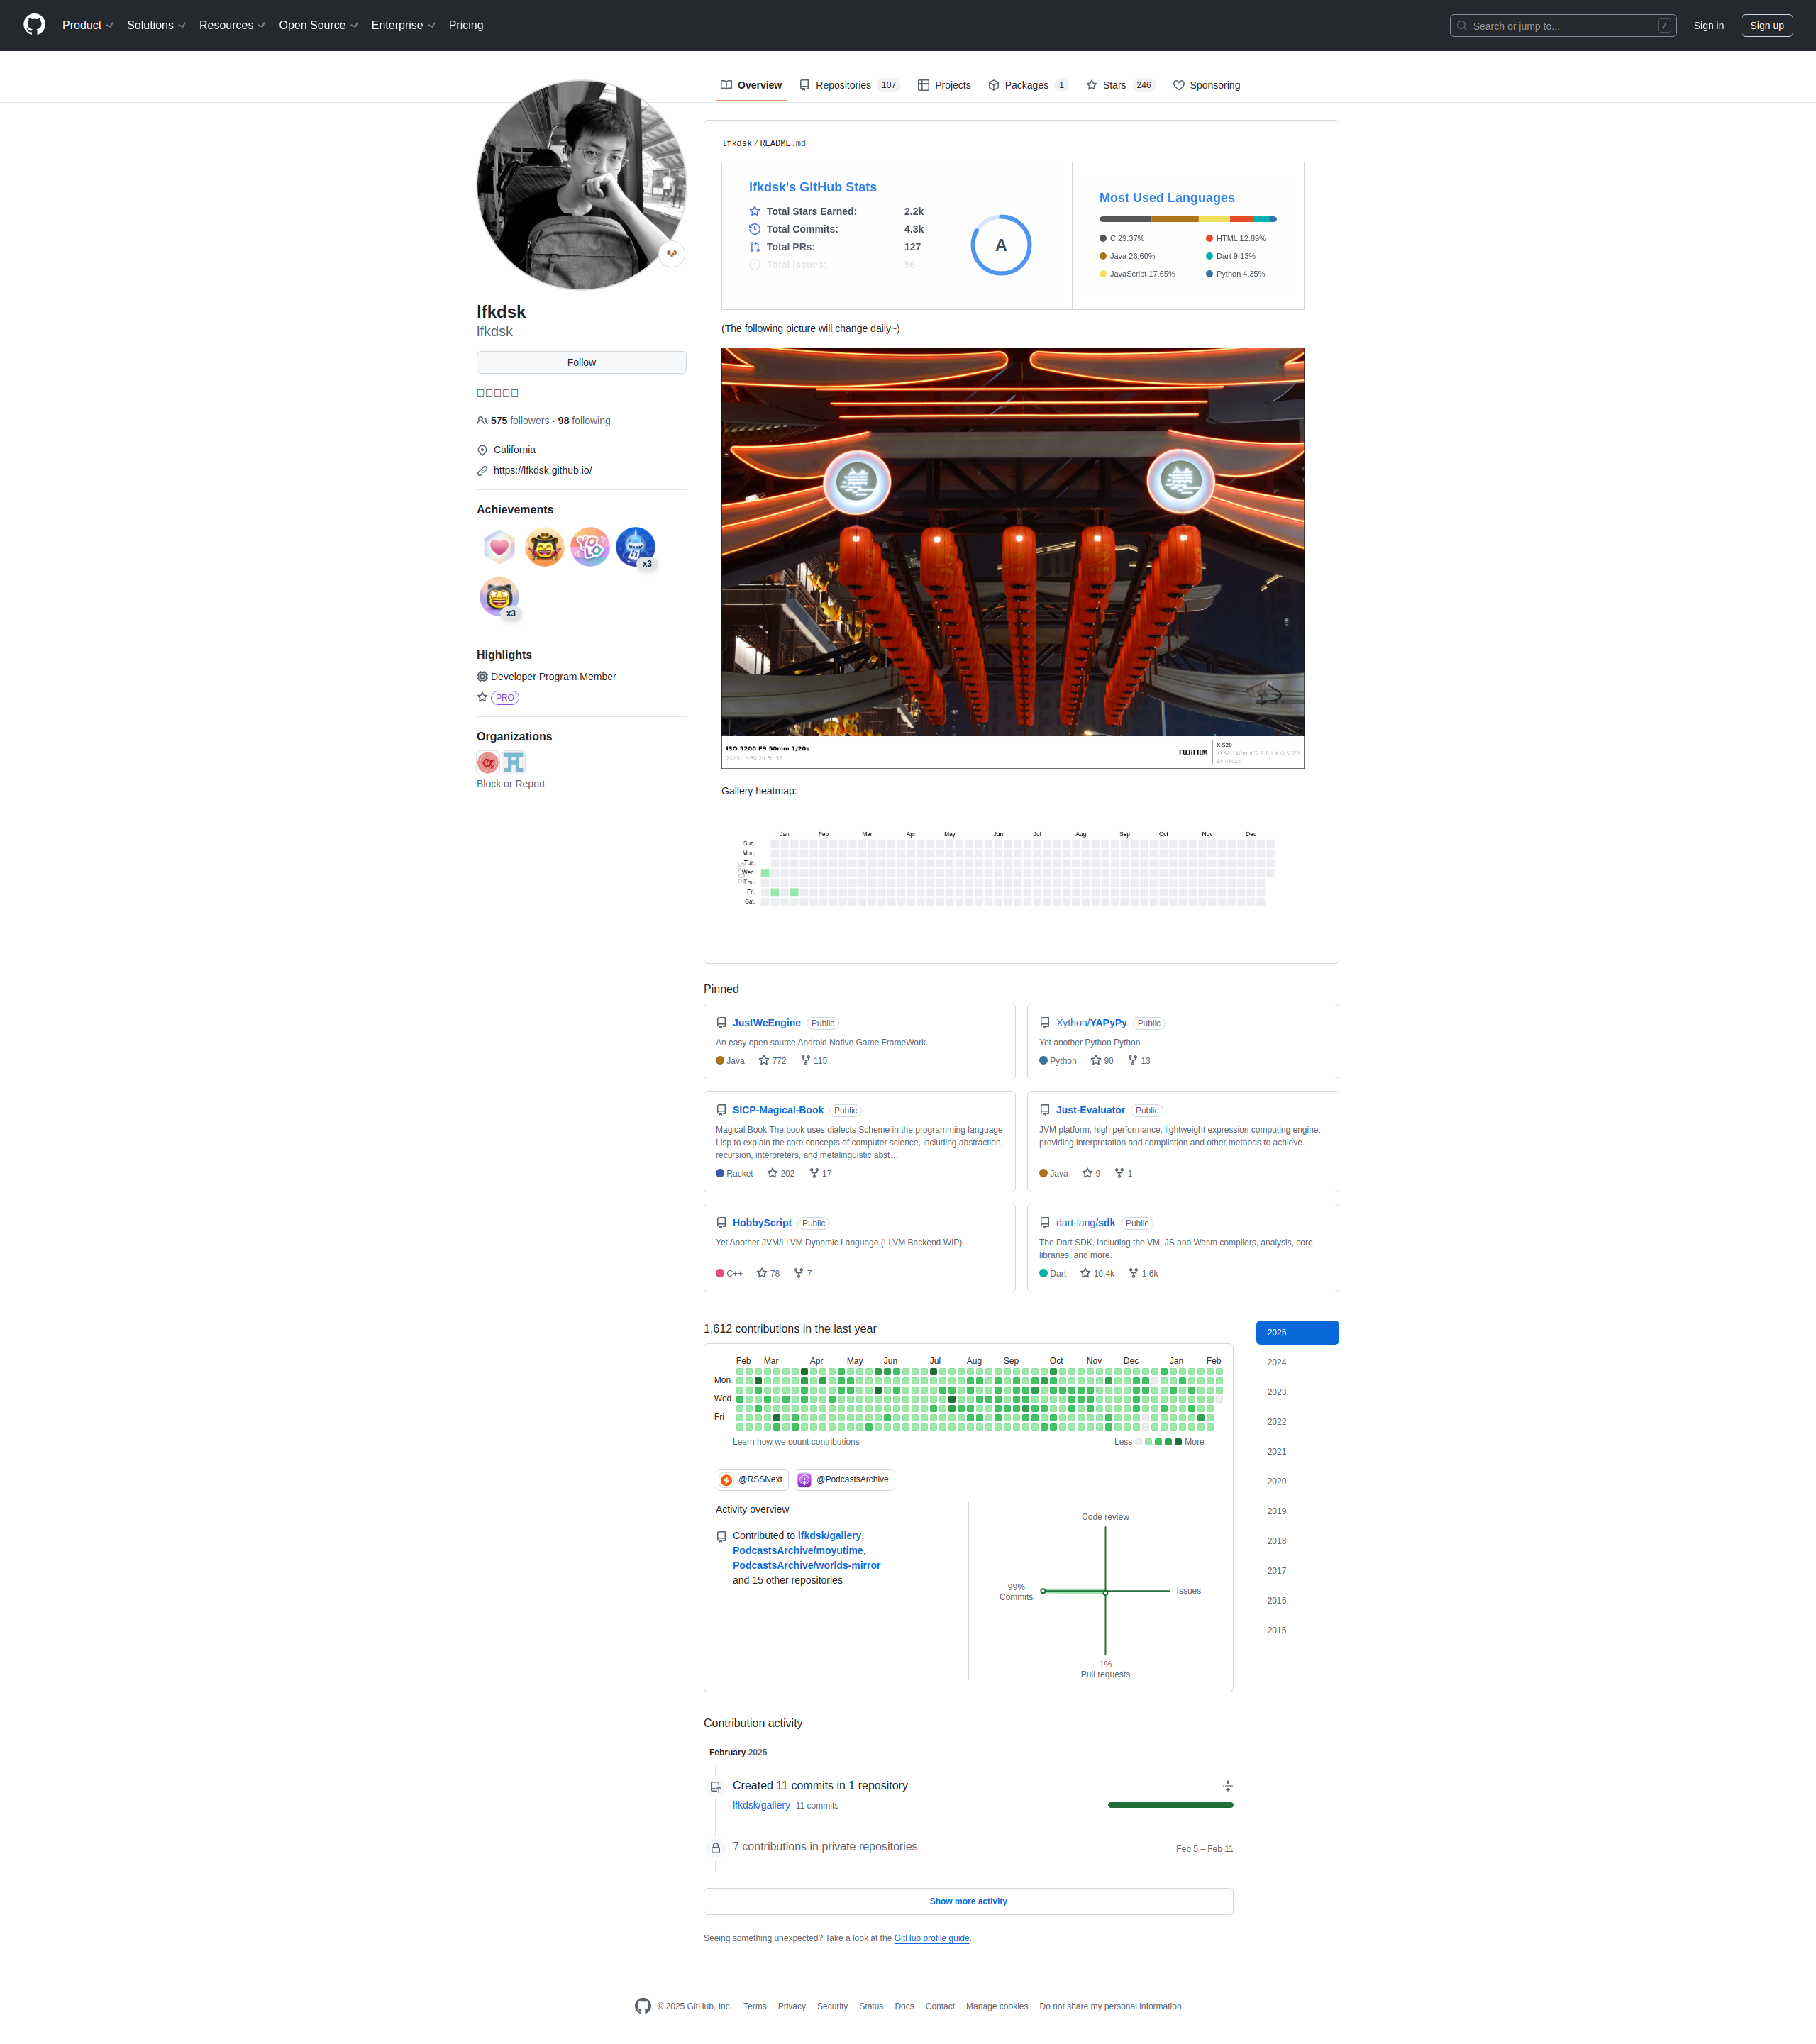 Product
Solutions
Resources
Open Source
Enterprise
Pricing
Search or jump to...
/
Sign in
Sign up
Overview
Repositories 107
Projects
Packages 1
Stars 246
Sponsoring
lfkdsk
lfkdsk
Follow
575 followers · 98 following
California
https://lfkdsk.github.io/
Achievements
x3
x3
Highlights
Developer Program Member
PRO
Organizations
Block or Report
lfkdsk / README.md
lfkdsk's GitHub Stats
Total Stars Earned: 2.2k
Total Commits: 4.3k
Total PRs: 127
Total Issues: 56
A
Most Used Languages
C 29.37%
HTML 12.89%
Java 26.60%
Dart 9.13%
JavaScript 17.65%
Python 4.35%
(The following picture will change daily~)
ISO 3200 F9 50mm 1/20s
FUJIFILM
X-S20
Gallery heatmap:
Jan Feb Mar Apr May Jun Jul Aug Sep Oct Nov Dec
2025
Sun.
Mon.
Tue.
Wed.
Thu.
Fri.
Sat.
Pinned
JustWeEngine Public
An easy open source Android Native Game FrameWork.
Java 772 115
Xython/YAPyPy Public
Yet another Python Python
Python 90 13
SICP-Magical-Book Public
Magical Book The book uses dialects Scheme in the programming language
Lisp to explain the core concepts of computer science, including abstraction,
recursion, interpreters, and metalinguistic abst…
Racket 202 17
Just-Evaluator Public
JVM platform, high performance, lightweight expression computing engine,
providing interpretation and compilation and other methods to achieve.
Java 9 1
HobbyScript Public
Yet Another JVM/LLVM Dynamic Language (LLVM Backend WIP)
C++ 78 7
dart-lang/sdk Public
The Dart SDK, including the VM, JS and Wasm compilers, analysis, core
libraries, and more.
Dart 10.4k 1.6k
1,612 contributions in the last year
Feb Mar Apr May Jun Jul Aug Sep Oct Nov Dec Jan Feb
Mon
Wed
Fri
Learn how we count contributions
Less More
@RSSNext
@PodcastsArchive
Activity overview
Contributed to lfkdsk/gallery,
PodcastsArchive/moyutime,
PodcastsArchive/worlds-mirror
and 15 other repositories
Code review
99%
Commits
Issues
1%
Pull requests
2025
2024
2023
2022
2021
2020
2019
2018
2017
2016
2015
Contribution activity
February 2025
Created 11 commits in 1 repository
lfkdsk/gallery 11 commits
7 contributions in private repositories
Feb 5 – Feb 11
Show more activity
Seeing something unexpected? Take a look at the GitHub profile guide.
© 2025 GitHub, Inc.
Terms
Privacy
Security
Status
Docs
Contact
Manage cookies
Do not share my personal information